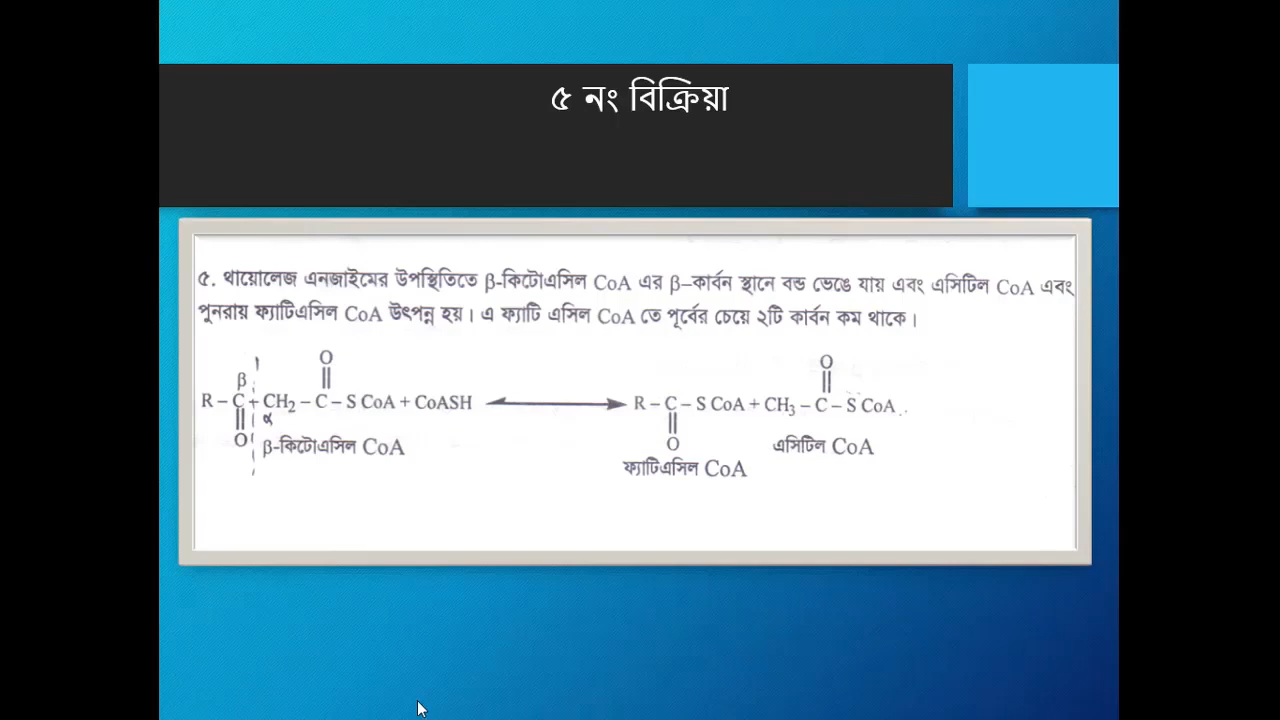 ৫ নং বিক্রিয়া
৫. থায়োলেজ এনজাইমের উপস্থিতিতে β-কিটোএসিল CoA এর β–কার্বন স্থানে বন্ড ভেঙে যায় এবং এসিটিল CoA এবং
পুনরায় ফ্যাটিএসিল CoA উৎপন্ন হয়। এ ফ্যাটি এসিল CoA তে পূর্বের চেয়ে ২টি কার্বন কম থাকে।
β O O
R – C + CH₂ – C – S CoA + CoASH ⟷ R – C – S CoA + CH₃ – C – S CoA
α
O β-কিটোএসিল CoA O এসিটিল CoA
ফ্যাটিএসিল CoA